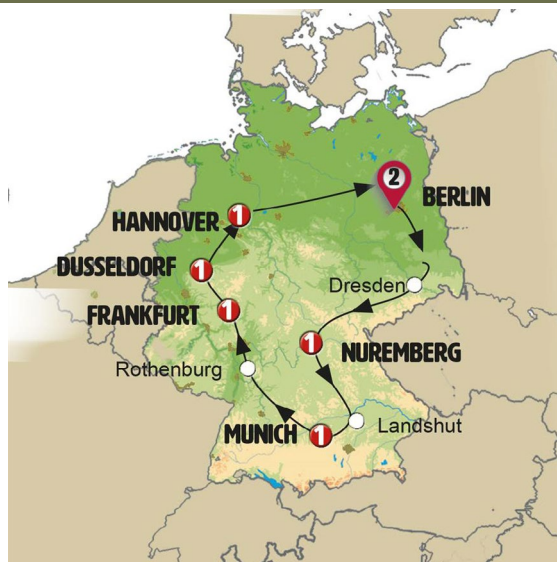 2
BERLIN
HANNOVER 1
DUSSELDORF 1
Dresden
FRANKFURT 1
1 NUREMBERG
Rothenburg
Landshut
MUNICH 1